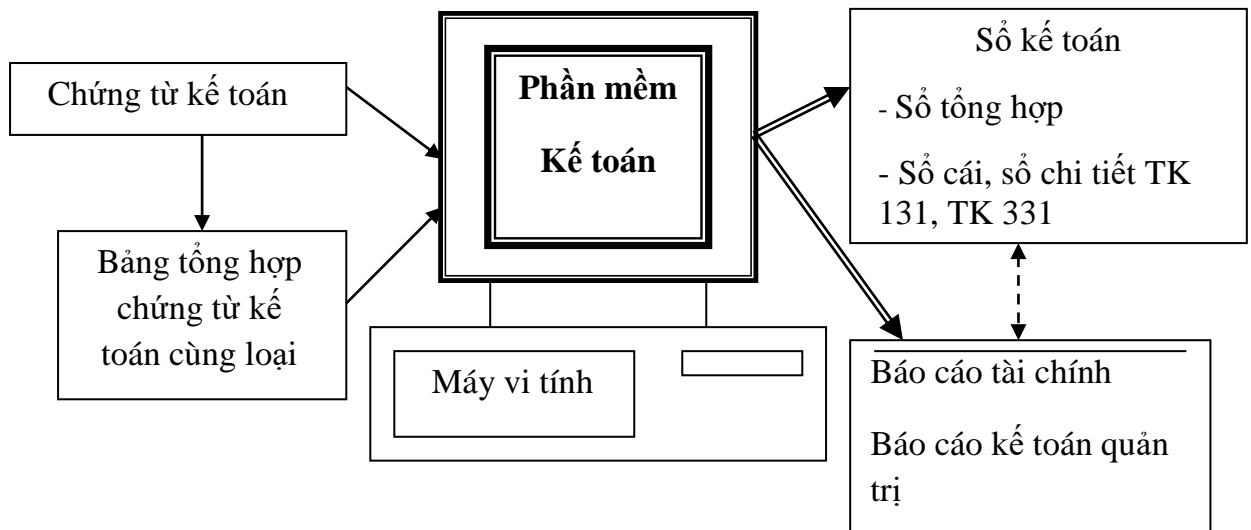 Chứng từ kế toán
Bảng tổng hợp
chứng từ kế
toán cùng loại
Phần mềm
Kế toán
Máy vi tính
Sổ kế toán
- Sổ tổng hợp
- Sổ cái, sổ chi tiết TK
131, TK 331
Báo cáo tài chính
Báo cáo kế toán quản
trị